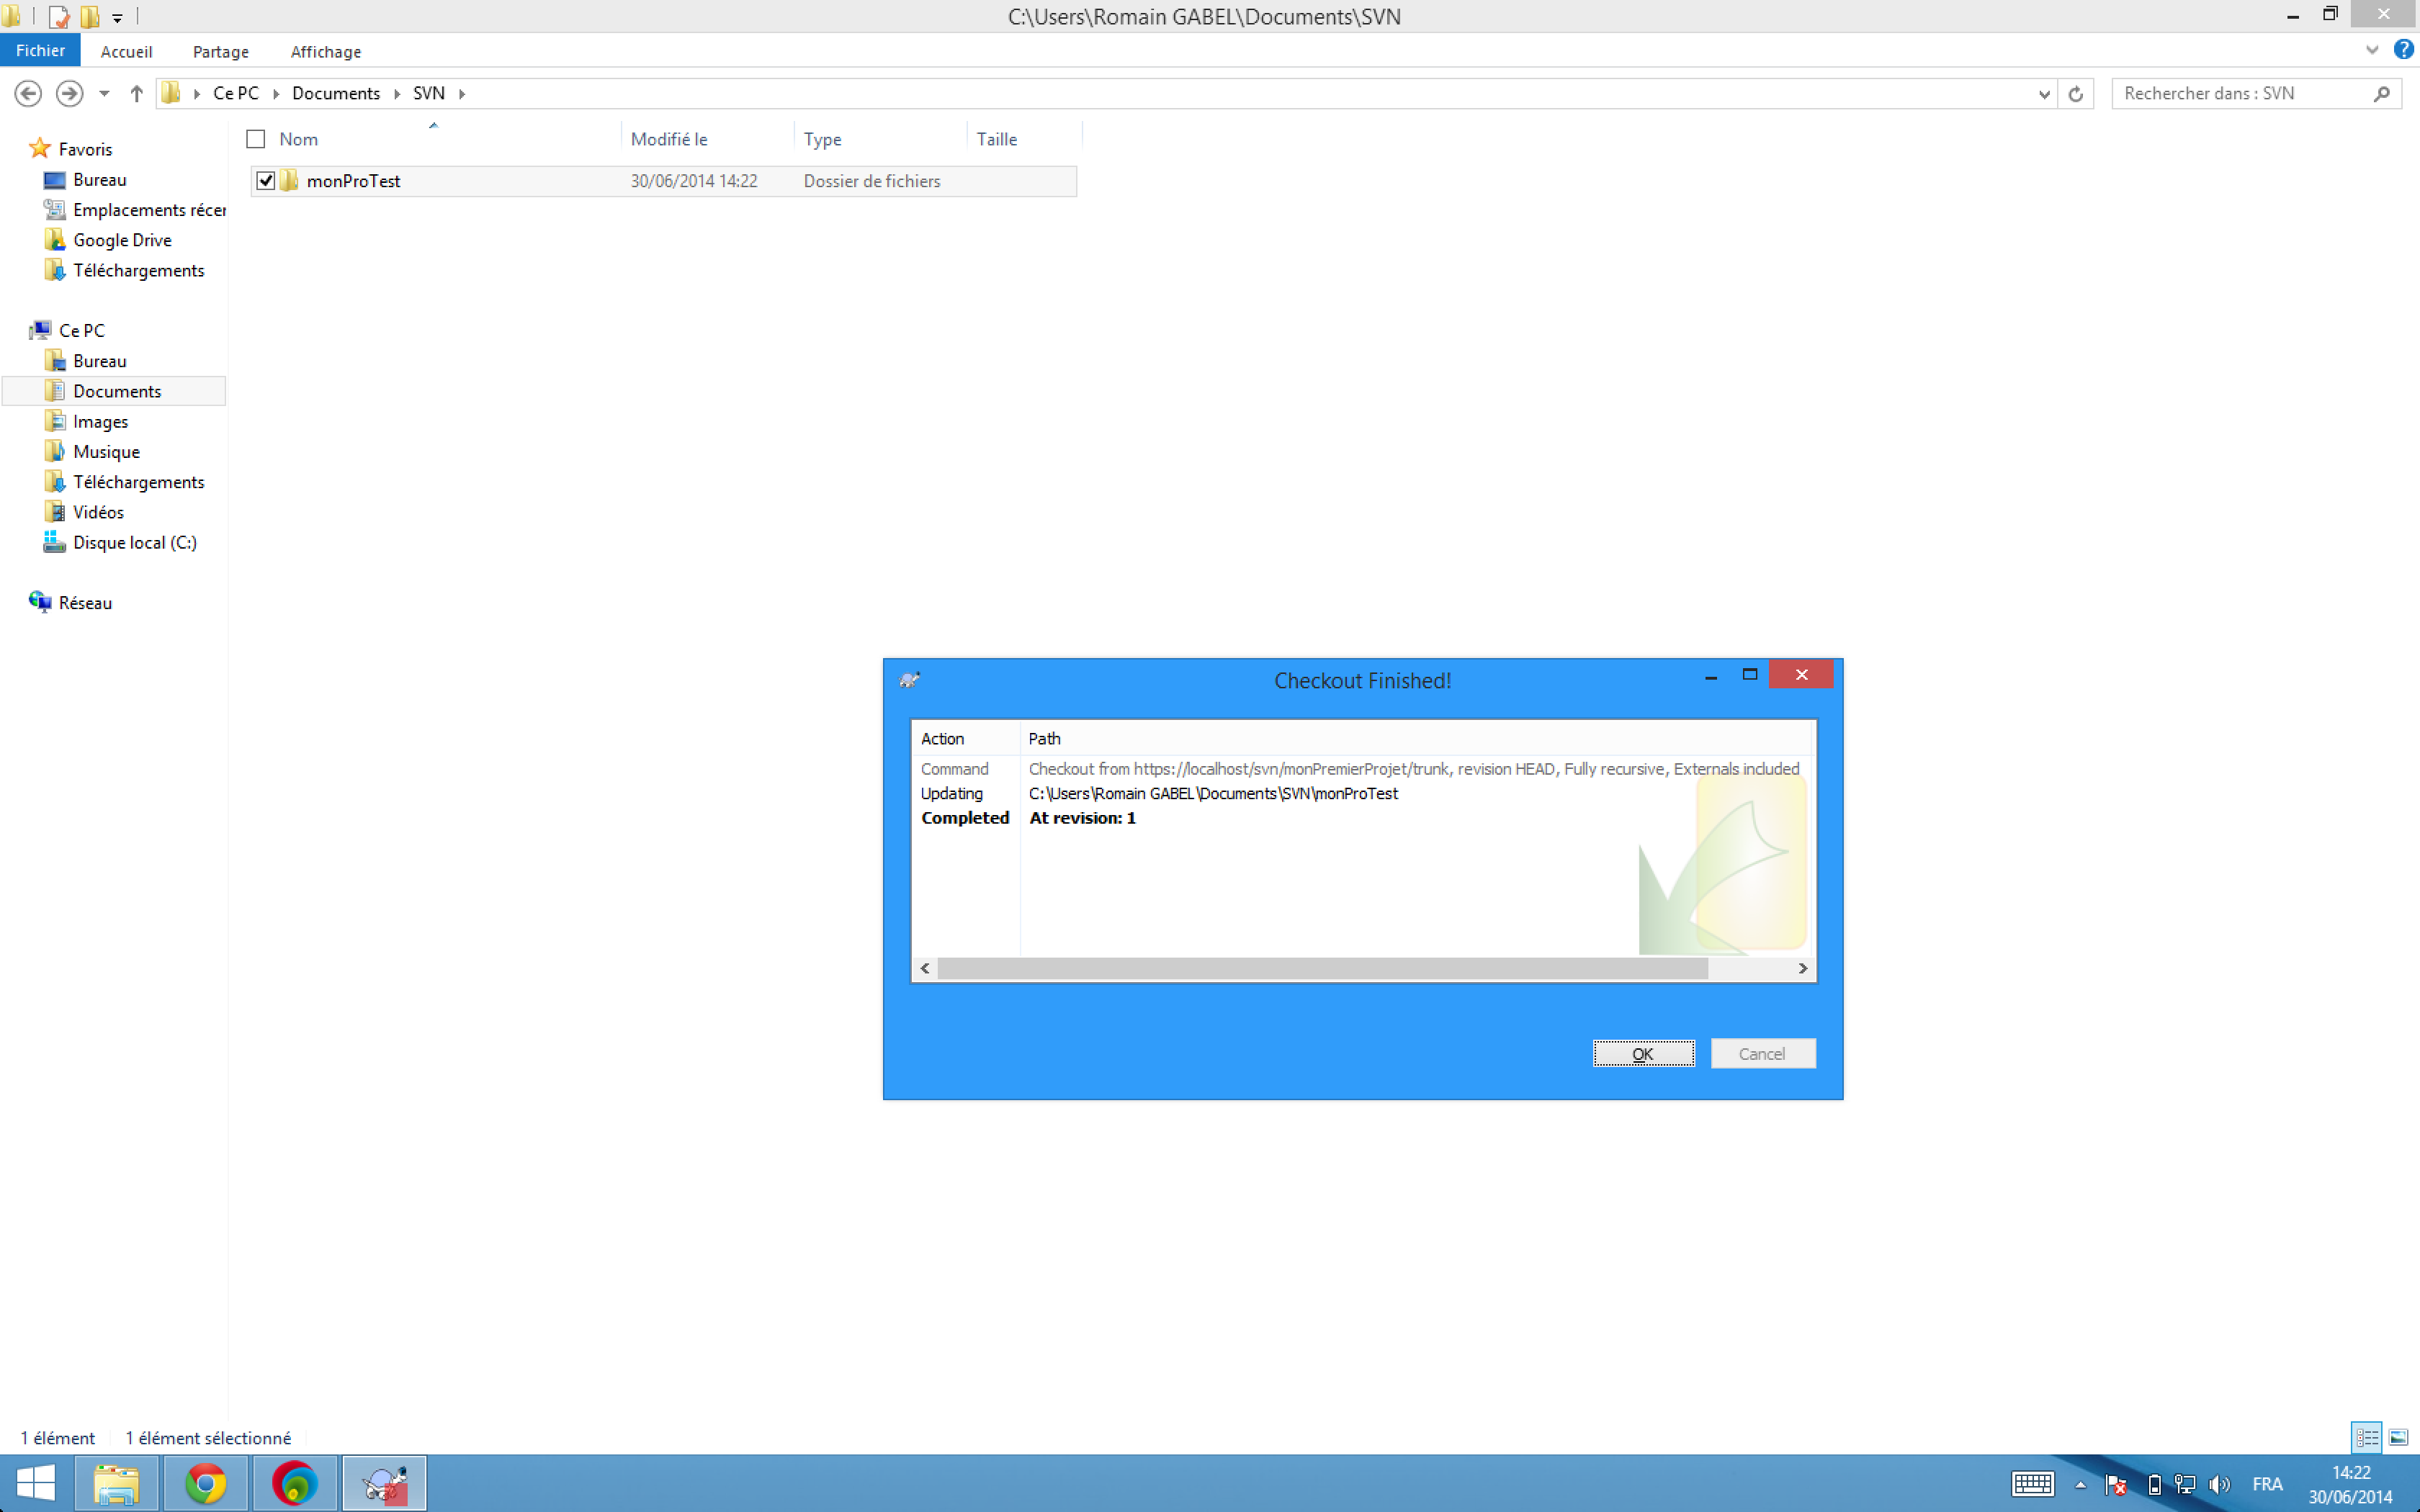 C:\Users\Romain GABEL\Documents\SVN
Fichier Accueil Partage Affichage
Ce PC Documents SVN
Rechercher dans : SVN
Nom Modifié le Type Taille
monProTest 30/06/2014 14:22 Dossier de fichiers
Favoris
Bureau
Emplacements récer
Google Drive
Téléchargements
Ce PC
Bureau
Documents
Images
Musique
Téléchargements
Vidéos
Disque local (C:)
Réseau
Checkout Finished!
Action Path
Command Checkout from https://localhost/svn/monPremierProjet/trunk, revision HEAD, Fully recursive, Externals included
Updating C:\Users\Romain GABEL\Documents\SVN\monProTest
Completed At revision: 1
OK Cancel
1 élément 1 élément sélectionné
FRA
14:22
30/06/2014